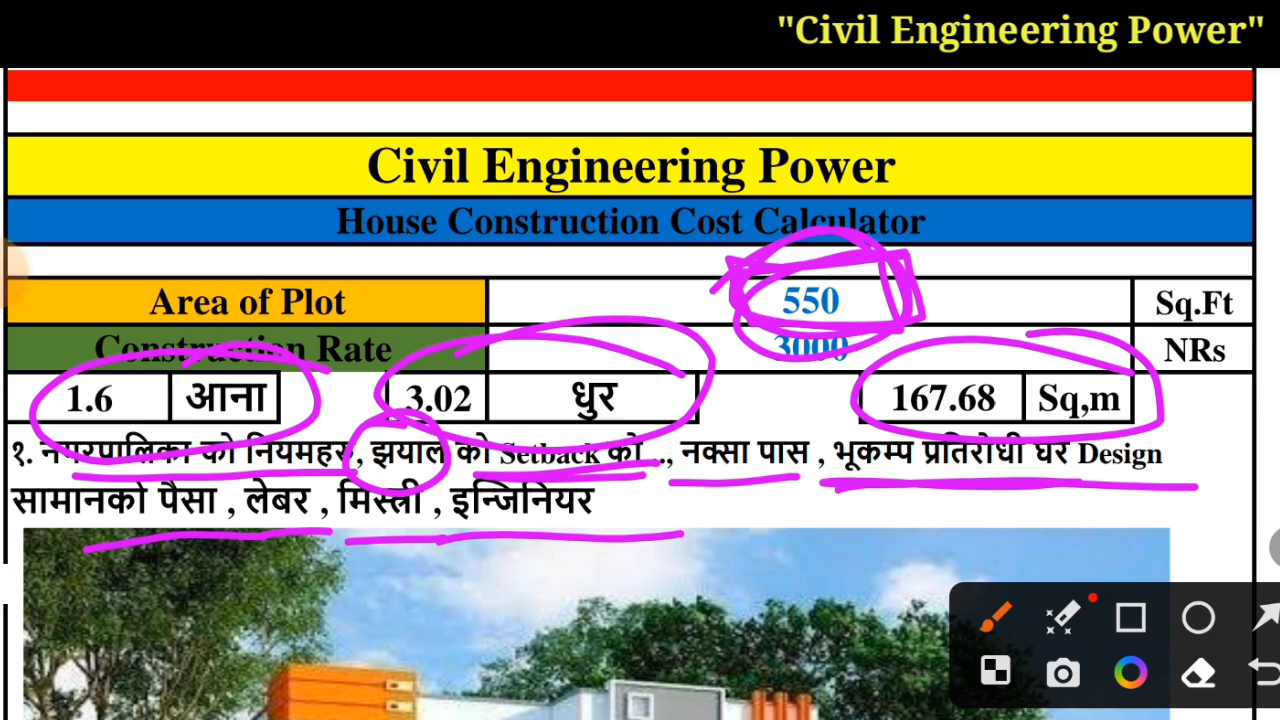 "Civil Engineering Power"
Civil Engineering Power
House Construction Cost Calculator
Area of Plot 550 Sq.Ft
Construction Rate 3000 NRs
1.6 आना 3.02 धुर 167.68 Sq,m
१. नगरपालिका को नियमहरु, झयाल को Setback को .., नक्सा पास , भूकम्प प्रतिरोधी घर Design
सामानको पैसा , लेबर , मिस्त्री , इन्जिनियर